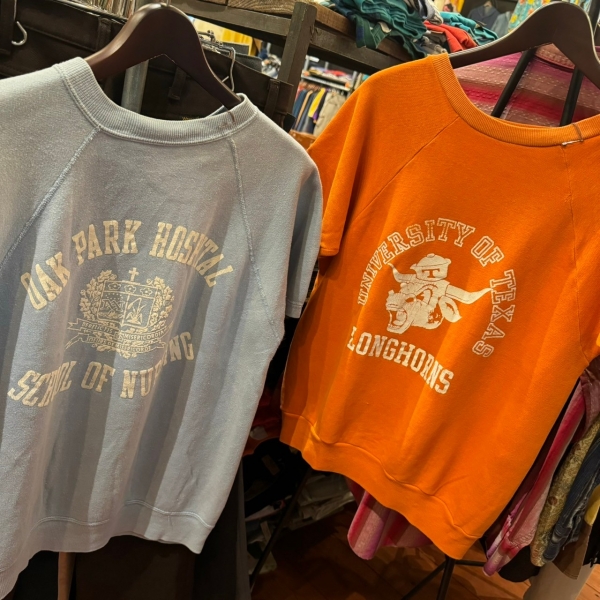 OAK PARK HOSPITAL
SCHOOL OF NURSING
UNIVERSITY OF TEXAS
LONGHORNS